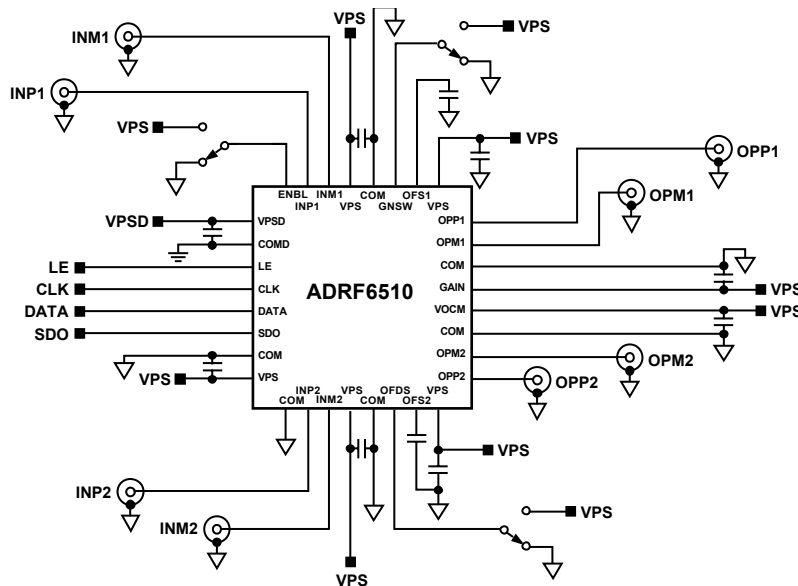 INM1
VPS
VPS
INP1
VPS
VPS
OPP1
OPM1
ENBL
INP1
INM1
VPS
COM
GNSW
OFS1
VPS
VPSD
VPSD
OPP1
COMD
OPM1
LE
LE
COM
CLK
CLK
ADRF6510
GAIN
VPS
DATA
DATA
VOCM
VPS
SDO
SDO
COM
COM
OPM2
OPM2
VPS
VPS
OPP2
OPP2
COM
INP2
INM2
VPS
COM
OFDS
OFS2
VPS
VPS
INP2
INM2
VPS
VPS